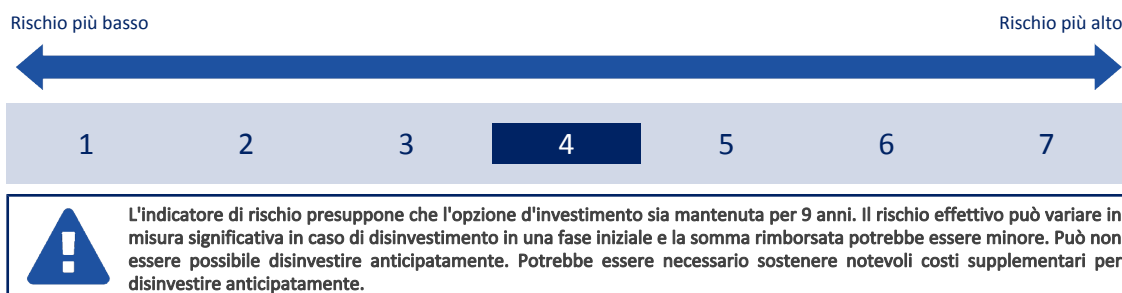 Rischio più basso Rischio più alto
1 2 3 4 5 6 7
L'indicatore di rischio presuppone che l'opzione d'investimento sia mantenuta per 9 anni. Il rischio effettivo può variare in
misura significativa in caso di disinvestimento in una fase iniziale e la somma rimborsata potrebbe essere minore. Può non
essere possibile disinvestire anticipatamente. Potrebbe essere necessario sostenere notevoli costi supplementari per
disinvestire anticipatamente.